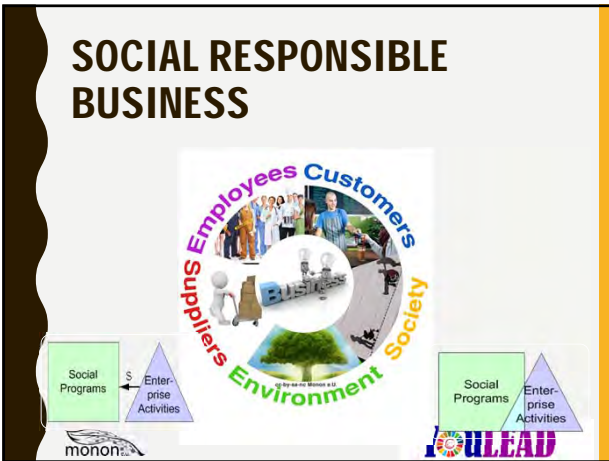 SOCIAL RESPONSIBLE
BUSINESS
Employees
Customers
Suppliers
Business
Society
Environment
cc-by-sa-nc Monon e.U.
Social
Programs
$
Enter-
prise
Activities
monon
Social
Programs
Enter-
prise
Activities
YOULEAD